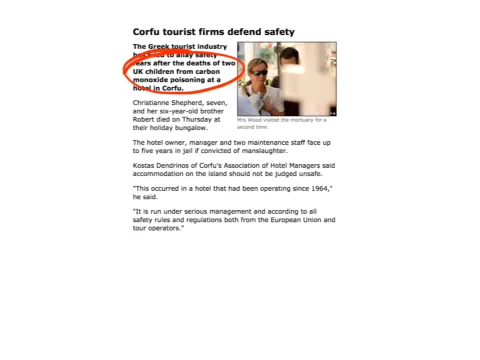 Corfu tourist firms defend safety
The Greek tourist industry
has tried to allay safety
fears after the deaths of two
UK children from carbon
monoxide poisoning at a
hotel in Corfu.
Mrs Wood visited the mortuary for a
second time
Christianne Shepherd, seven,
and her six-year-old brother
Robert died on Thursday at
their holiday bungalow.
The hotel owner, manager and two maintenance staff face up
to five years in jail if convicted of manslaughter.
Kostas Dendrinos of Corfu's Association of Hotel Managers said
accommodation on the island should not be judged unsafe.
"This occurred in a hotel that had been operating since 1964,"
he said.
"It is run under serious management and according to all
safety rules and regulations both from the European Union and
tour operators."